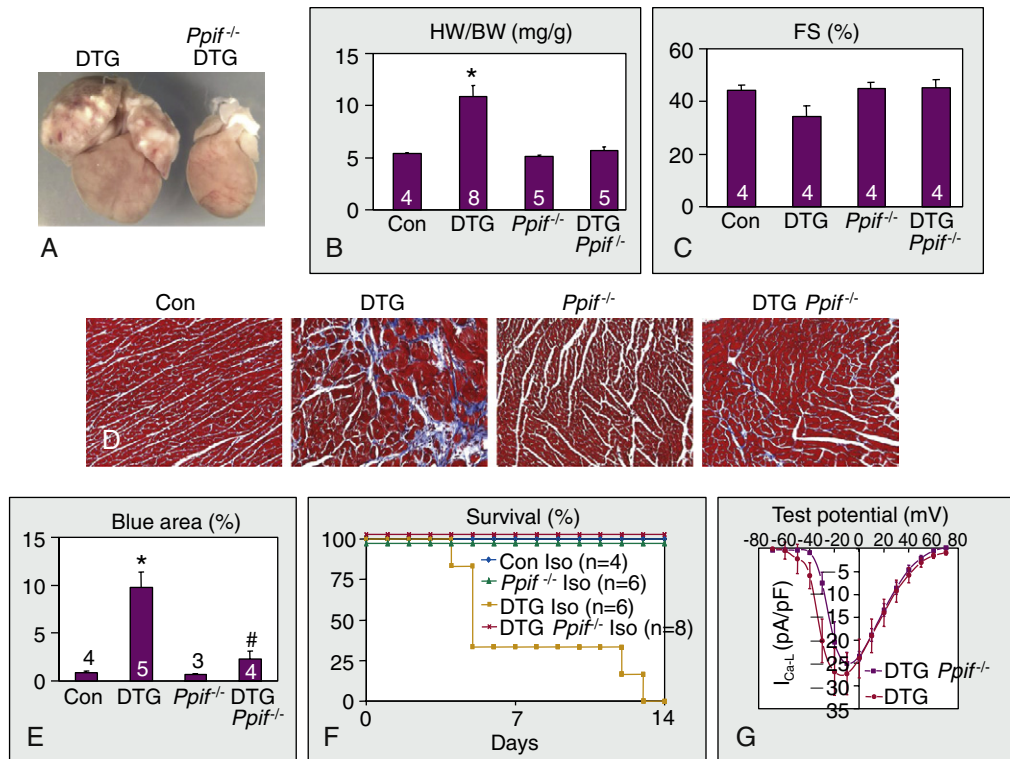 DTG
Ppif -/-
DTG
A
HW/BW (mg/g)
15
10
5
0
*
4
8
5
5
Con
DTG
Ppif -/-
DTG
Ppif -/-
B
FS (%)
60
40
20
0
4
4
4
4
Con
DTG
Ppif -/-
DTG
Ppif -/-
C
Con
DTG
Ppif -/-
DTG Ppif -/-
D
Blue area (%)
15
10
5
0
4
*
5
3
#
4
Con
DTG
Ppif -/-
DTG
Ppif -/-
E
Survival (%)
100
75
50
25
0
Con Iso (n=4)
Ppif -/- Iso (n=6)
DTG Iso (n=6)
DTG Ppif -/- Iso (n=8)
0
7
14
Days
F
Test potential (mV)
-80 -60 -40 -20 0 20 40 60 80
5
10
15
20
25
30
35
I Ca-L (pA/pF)
DTG Ppif -/-
DTG
G